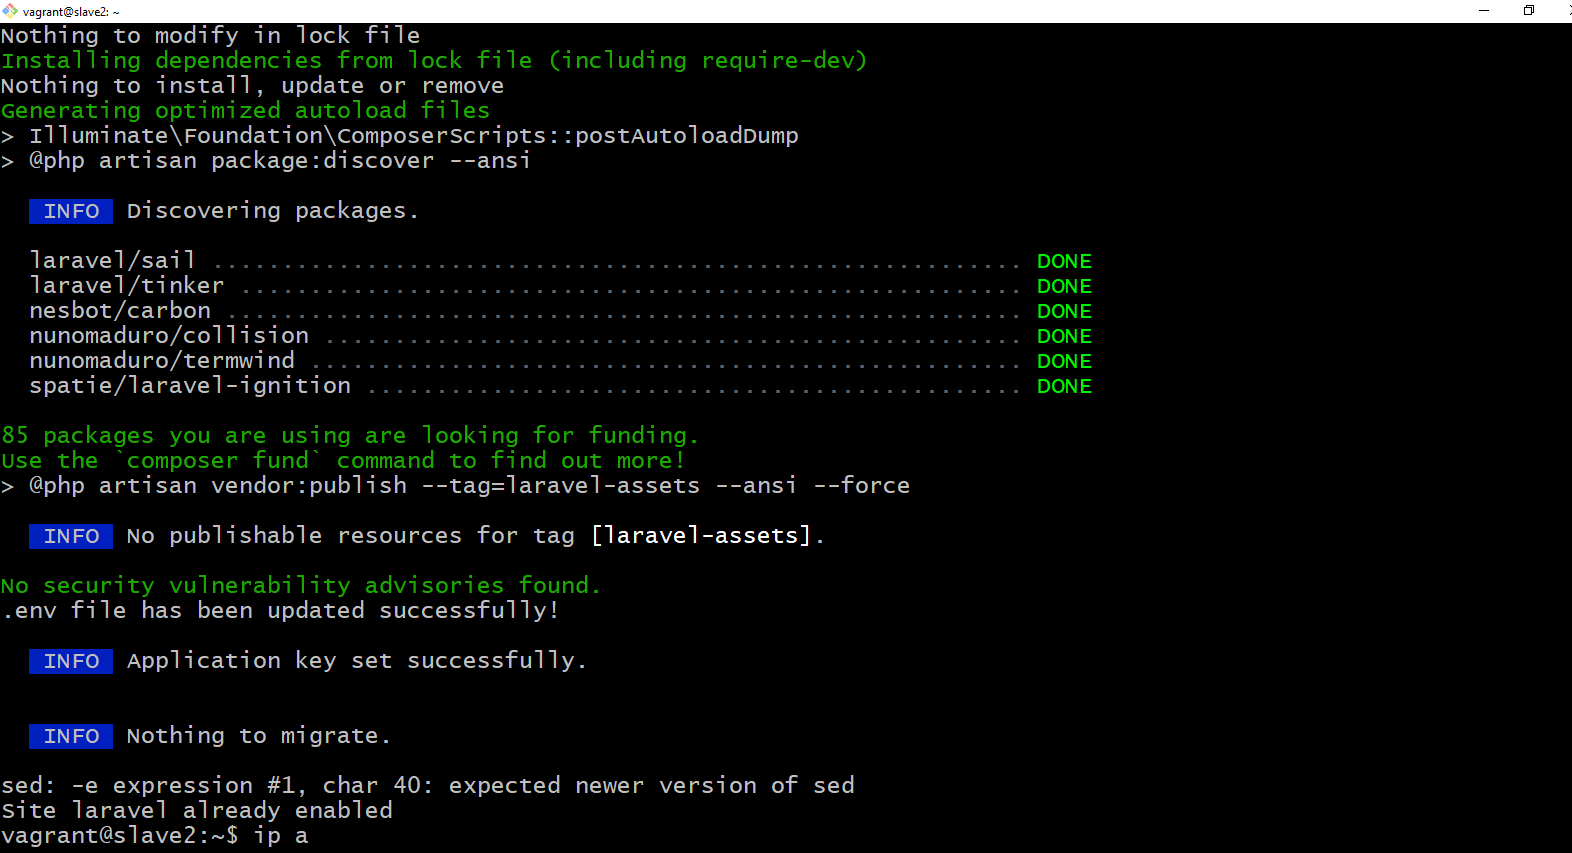 vagrant@slave2: ~
Nothing to modify in lock file
Installing dependencies from lock file (including require-dev)
Nothing to install, update or remove
Generating optimized autoload files
> Illuminate\Foundation\ComposerScripts::postAutoloadDump
> @php artisan package:discover --ansi
INFO Discovering packages.
laravel/sail .......................................................... DONE
laravel/tinker ........................................................ DONE
nesbot/carbon ......................................................... DONE
nunomaduro/collision .................................................. DONE
nunomaduro/termwind ................................................... DONE
spatie/laravel-ignition ............................................... DONE
85 packages you are using are looking for funding.
Use the `composer fund` command to find out more!
> @php artisan vendor:publish --tag=laravel-assets --ansi --force
INFO No publishable resources for tag [laravel-assets].
No security vulnerability advisories found.
.env file has been updated successfully!
INFO Application key set successfully.
INFO Nothing to migrate.
sed: -e expression #1, char 40: expected newer version of sed
Site laravel already enabled
vagrant@slave2:~$ ip a